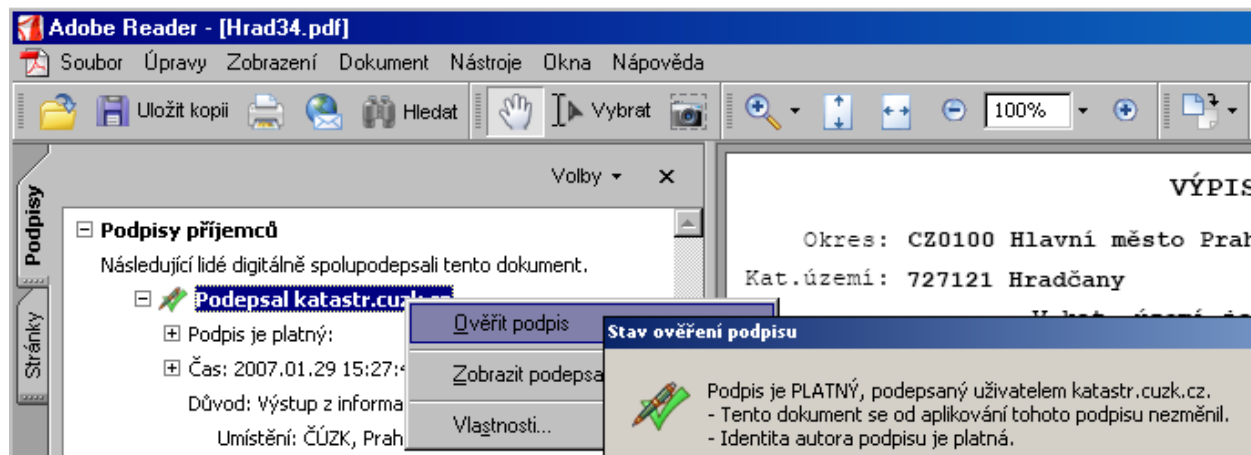 Adobe Reader - [Hrad34.pdf]
Soubor Úpravy Zobrazení Dokument Nástroje Okna Nápověda
Uložit kopii Hledat Vybrat 100%
Podpisy
Stránky
Volby
Podpisy příjemců
Následující lidé digitálně spolupodepsali tento dokument.
Podepsal katastr.cuzk.cz
Podpis je platný:
Čas: 2007.01.29 15:27:4
Důvod: Výstup z informa
Umístění: ČÚZK, Prah
Ověřit podpis
Zobrazit podepsa
Vlastnosti...
VÝPIS
Okres: CZ0100 Hlavní město Prah
Kat.území: 727121 Hradčany
Stav ověření podpisu
Podpis je PLATNÝ, podepsaný uživatelem katastr.cuzk.cz.
- Tento dokument se od aplikování tohoto podpisu nezměnil.
- Identita autora podpisu je platná.